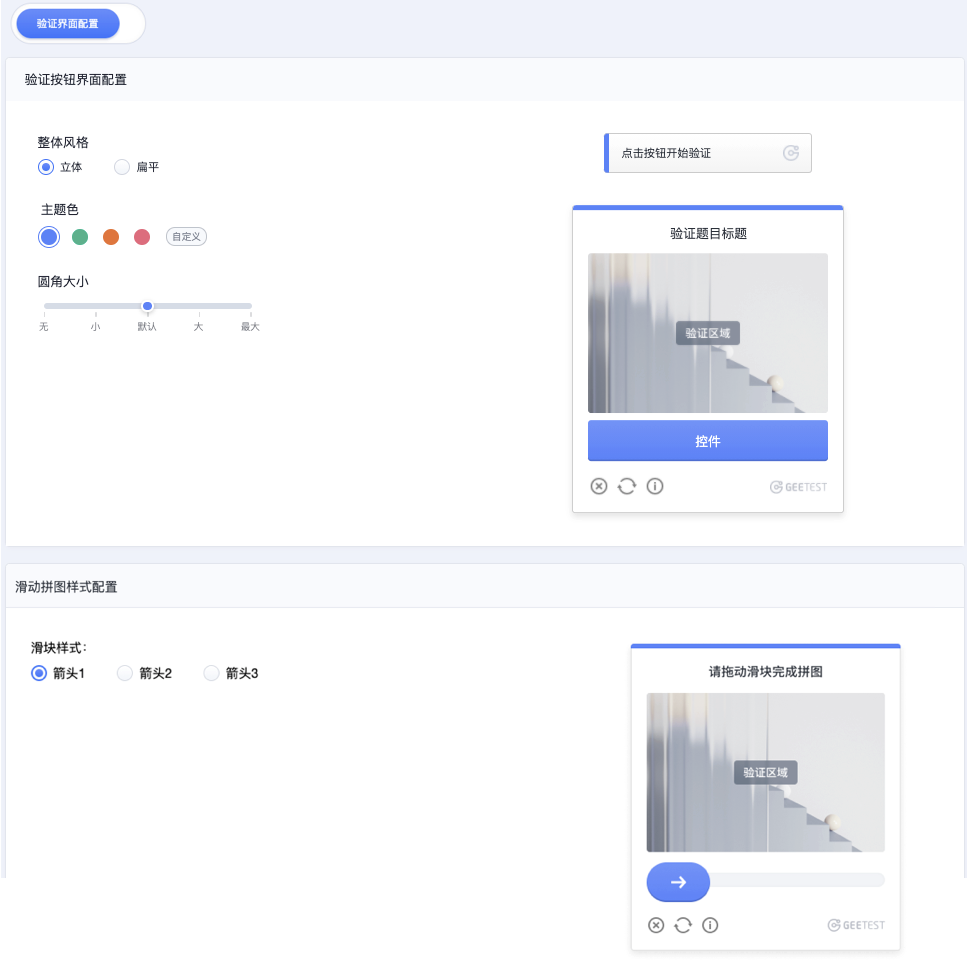 验证界面配置
验证按钮界面配置
整体风格
立体 扁平
主题色
自定义
圆角大小
无 小 默认 大 最大
点击按钮开始验证
验证题目标题
验证区域
控件
GEETEST
滑动拼图样式配置
滑块样式：
箭头1 箭头2 箭头3
请拖动滑块完成拼图
验证区域
GEETEST